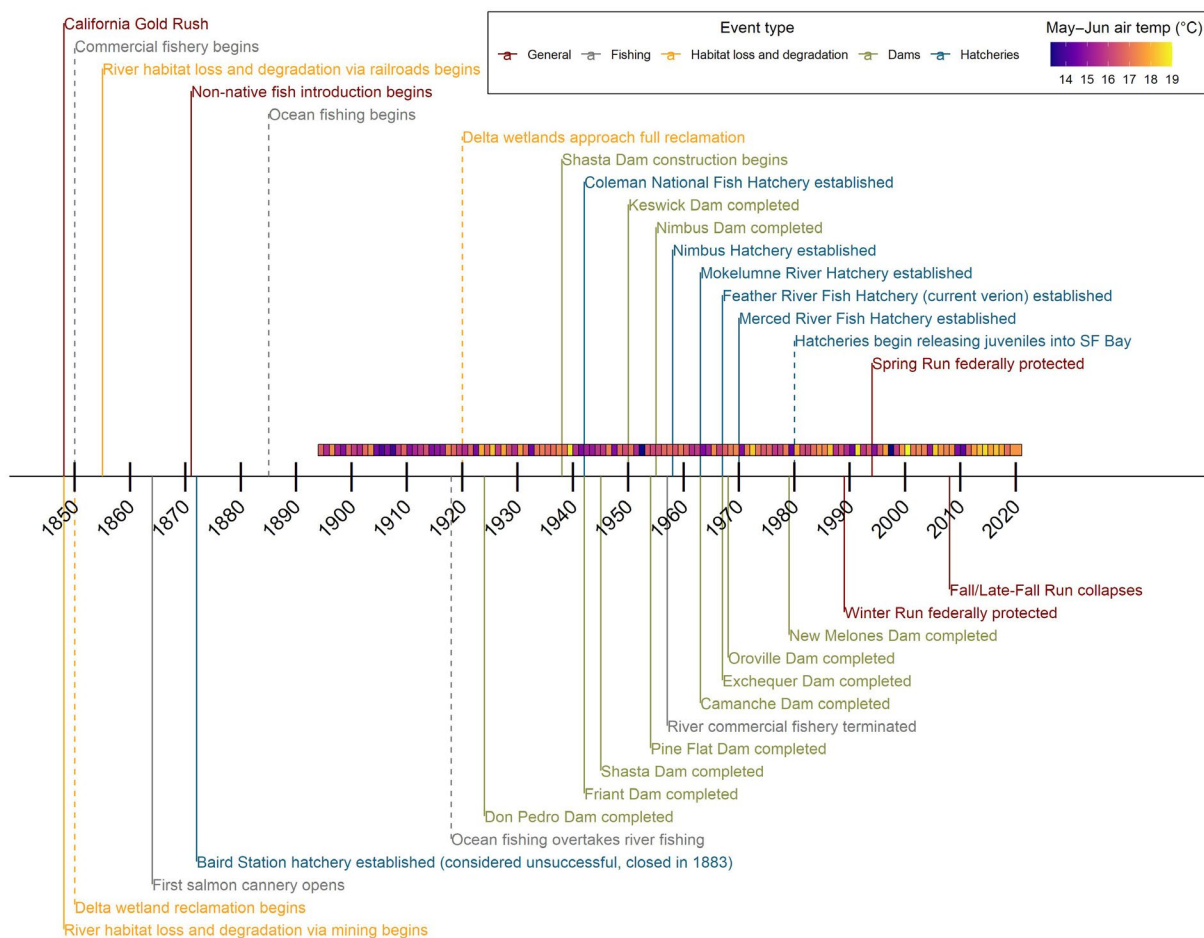 California Gold Rush
Commercial fishery begins
River habitat loss and degradation via railroads begins
Non-native fish introduction begins
Ocean fishing begins
Event type
a General a Fishing a Habitat loss and degradation a Dams a Hatcheries
May–Jun air temp (°C)
14 15 16 17 18 19
Delta wetlands approach full reclamation
Shasta Dam construction begins
Coleman National Fish Hatchery established
Keswick Dam completed
Nimbus Dam completed
Nimbus Hatchery established
Mokelumne River Hatchery established
Feather River Fish Hatchery (current verion) established
Merced River Fish Hatchery established
Hatcheries begin releasing juveniles into SF Bay
Spring Run federally protected
1850 1860 1870 1880 1890 1900 1910 1920 1930 1940 1950 1960 1970 1980 1990 2000 2010 2020
Fall/Late-Fall Run collapses
Winter Run federally protected
New Melones Dam completed
Oroville Dam completed
Exchequer Dam completed
Camanche Dam completed
River commercial fishery terminated
Pine Flat Dam completed
Shasta Dam completed
Friant Dam completed
Don Pedro Dam completed
Ocean fishing overtakes river fishing
Baird Station hatchery established (considered unsuccessful, closed in 1883)
First salmon cannery opens
Delta wetland reclamation begins
River habitat loss and degradation via mining begins